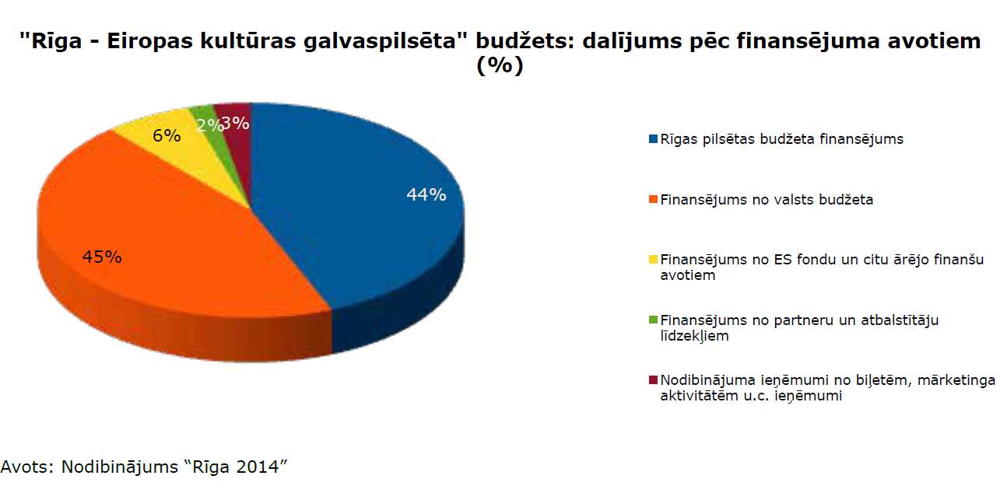 "Rīga - Eiropas kultūras galvaspilsēta" budžets: dalījums pēc finansējuma avotiem
(%)
3%
2%
6%
44%
45%
Rīgas pilsētas budžeta finansējums
Finansējums no valsts budžeta
Finansējums no ES fondu un citu ārējo finanšu
avotiem
Finansējums no partneru un atbalstītāju
līdzekļiem
Nodibinājuma ieņēmumi no biļetēm, mārketinga
aktivitātēm u.c. ieņēmumi
Avots: Nodibinājums “Rīga 2014”